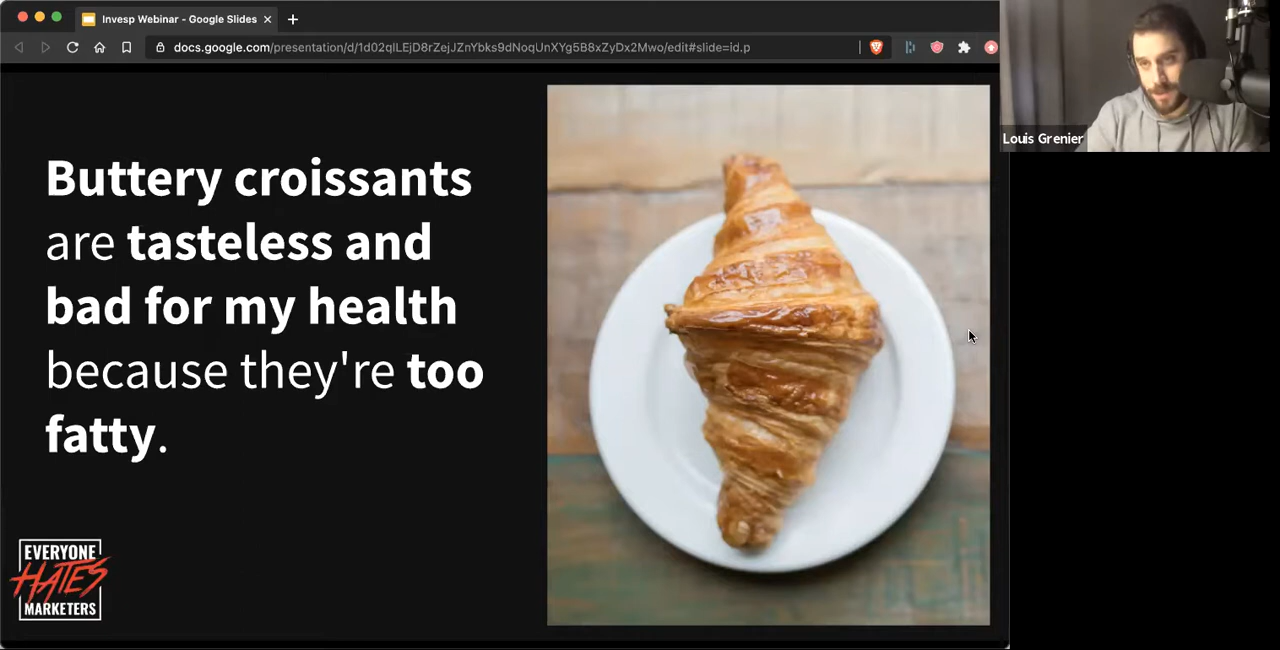 Invesp Webinar - Google Slides
docs.google.com/presentation/d/1d02qlLEjD8rZejJZnYbks9dNoqUnXYg5B8xZyDx2Mwo/edit#slide=id.p
Louis Grenier
Buttery croissants
are tasteless and
bad for my health
because they're too
fatty.
EVERYONE
HATES
MARKETERS